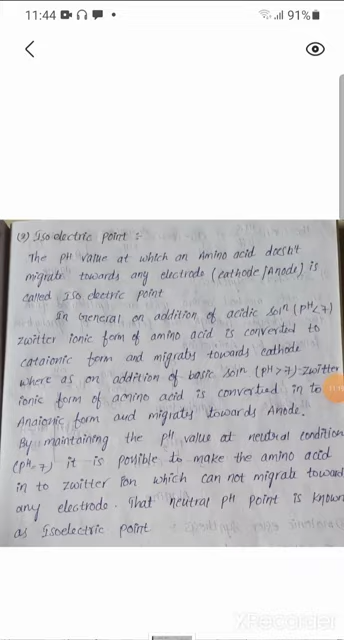 11:44
91%
(9) Iso electric point :-
The pH value at which an Amino acid doesn't
migrate towards any electrode (cathode/Anode) is
called Iso electric point
In General on addition of acidic soln (pH<7)
zwitter ionic form of amino acid is converted to
cataionic form and migrates towards cathode
where as on addition of basic soln (pH>7) zwitter
ionic form of amino acid is converted in to
Anaionic form and migrates towards Anode.
By maintaining the pH value at neutral condition
(pH=7) it is possible to make the amino acid
in to zwitter ion which can not migrate toward
any electrode. That neutral pH point is known
as Isoelectric point
XRecorder